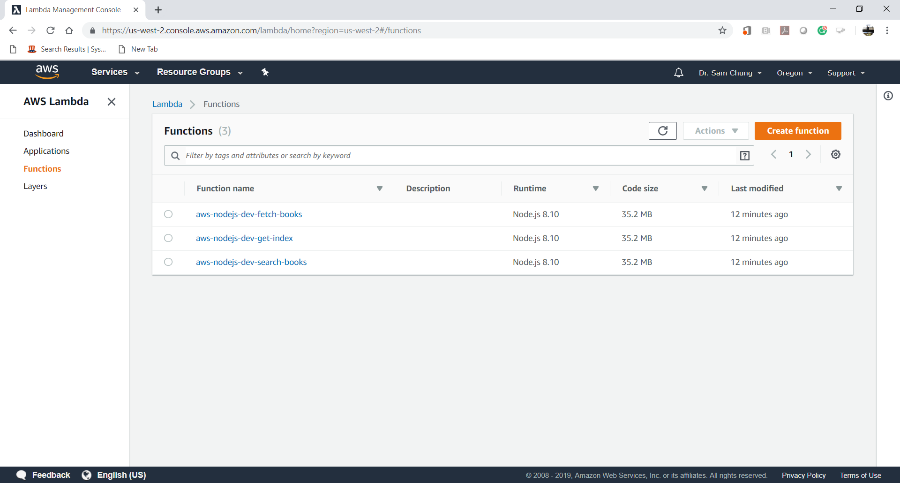 Lambda Management Console
https://us-west-2.console.aws.amazon.com/lambda/home?region=us-west-2#/functions
Search Results | Sys... New Tab
aws Services Resource Groups Dr. Sam Chung Oregon Support
AWS Lambda
Dashboard
Applications
Functions
Layers
Lambda > Functions
Functions (3) Actions Create function
Filter by tags and attributes or search by keyword ? 1
Function name Description Runtime Code size Last modified
aws-nodejs-dev-fetch-books Node.js 8.10 35.2 MB 12 minutes ago
aws-nodejs-dev-get-index Node.js 8.10 35.2 MB 12 minutes ago
aws-nodejs-dev-search-books Node.js 8.10 35.2 MB 12 minutes ago
Feedback English (US) © 2008 - 2019, Amazon Web Services, Inc. or its affiliates. All rights reserved. Privacy Policy Terms of Use